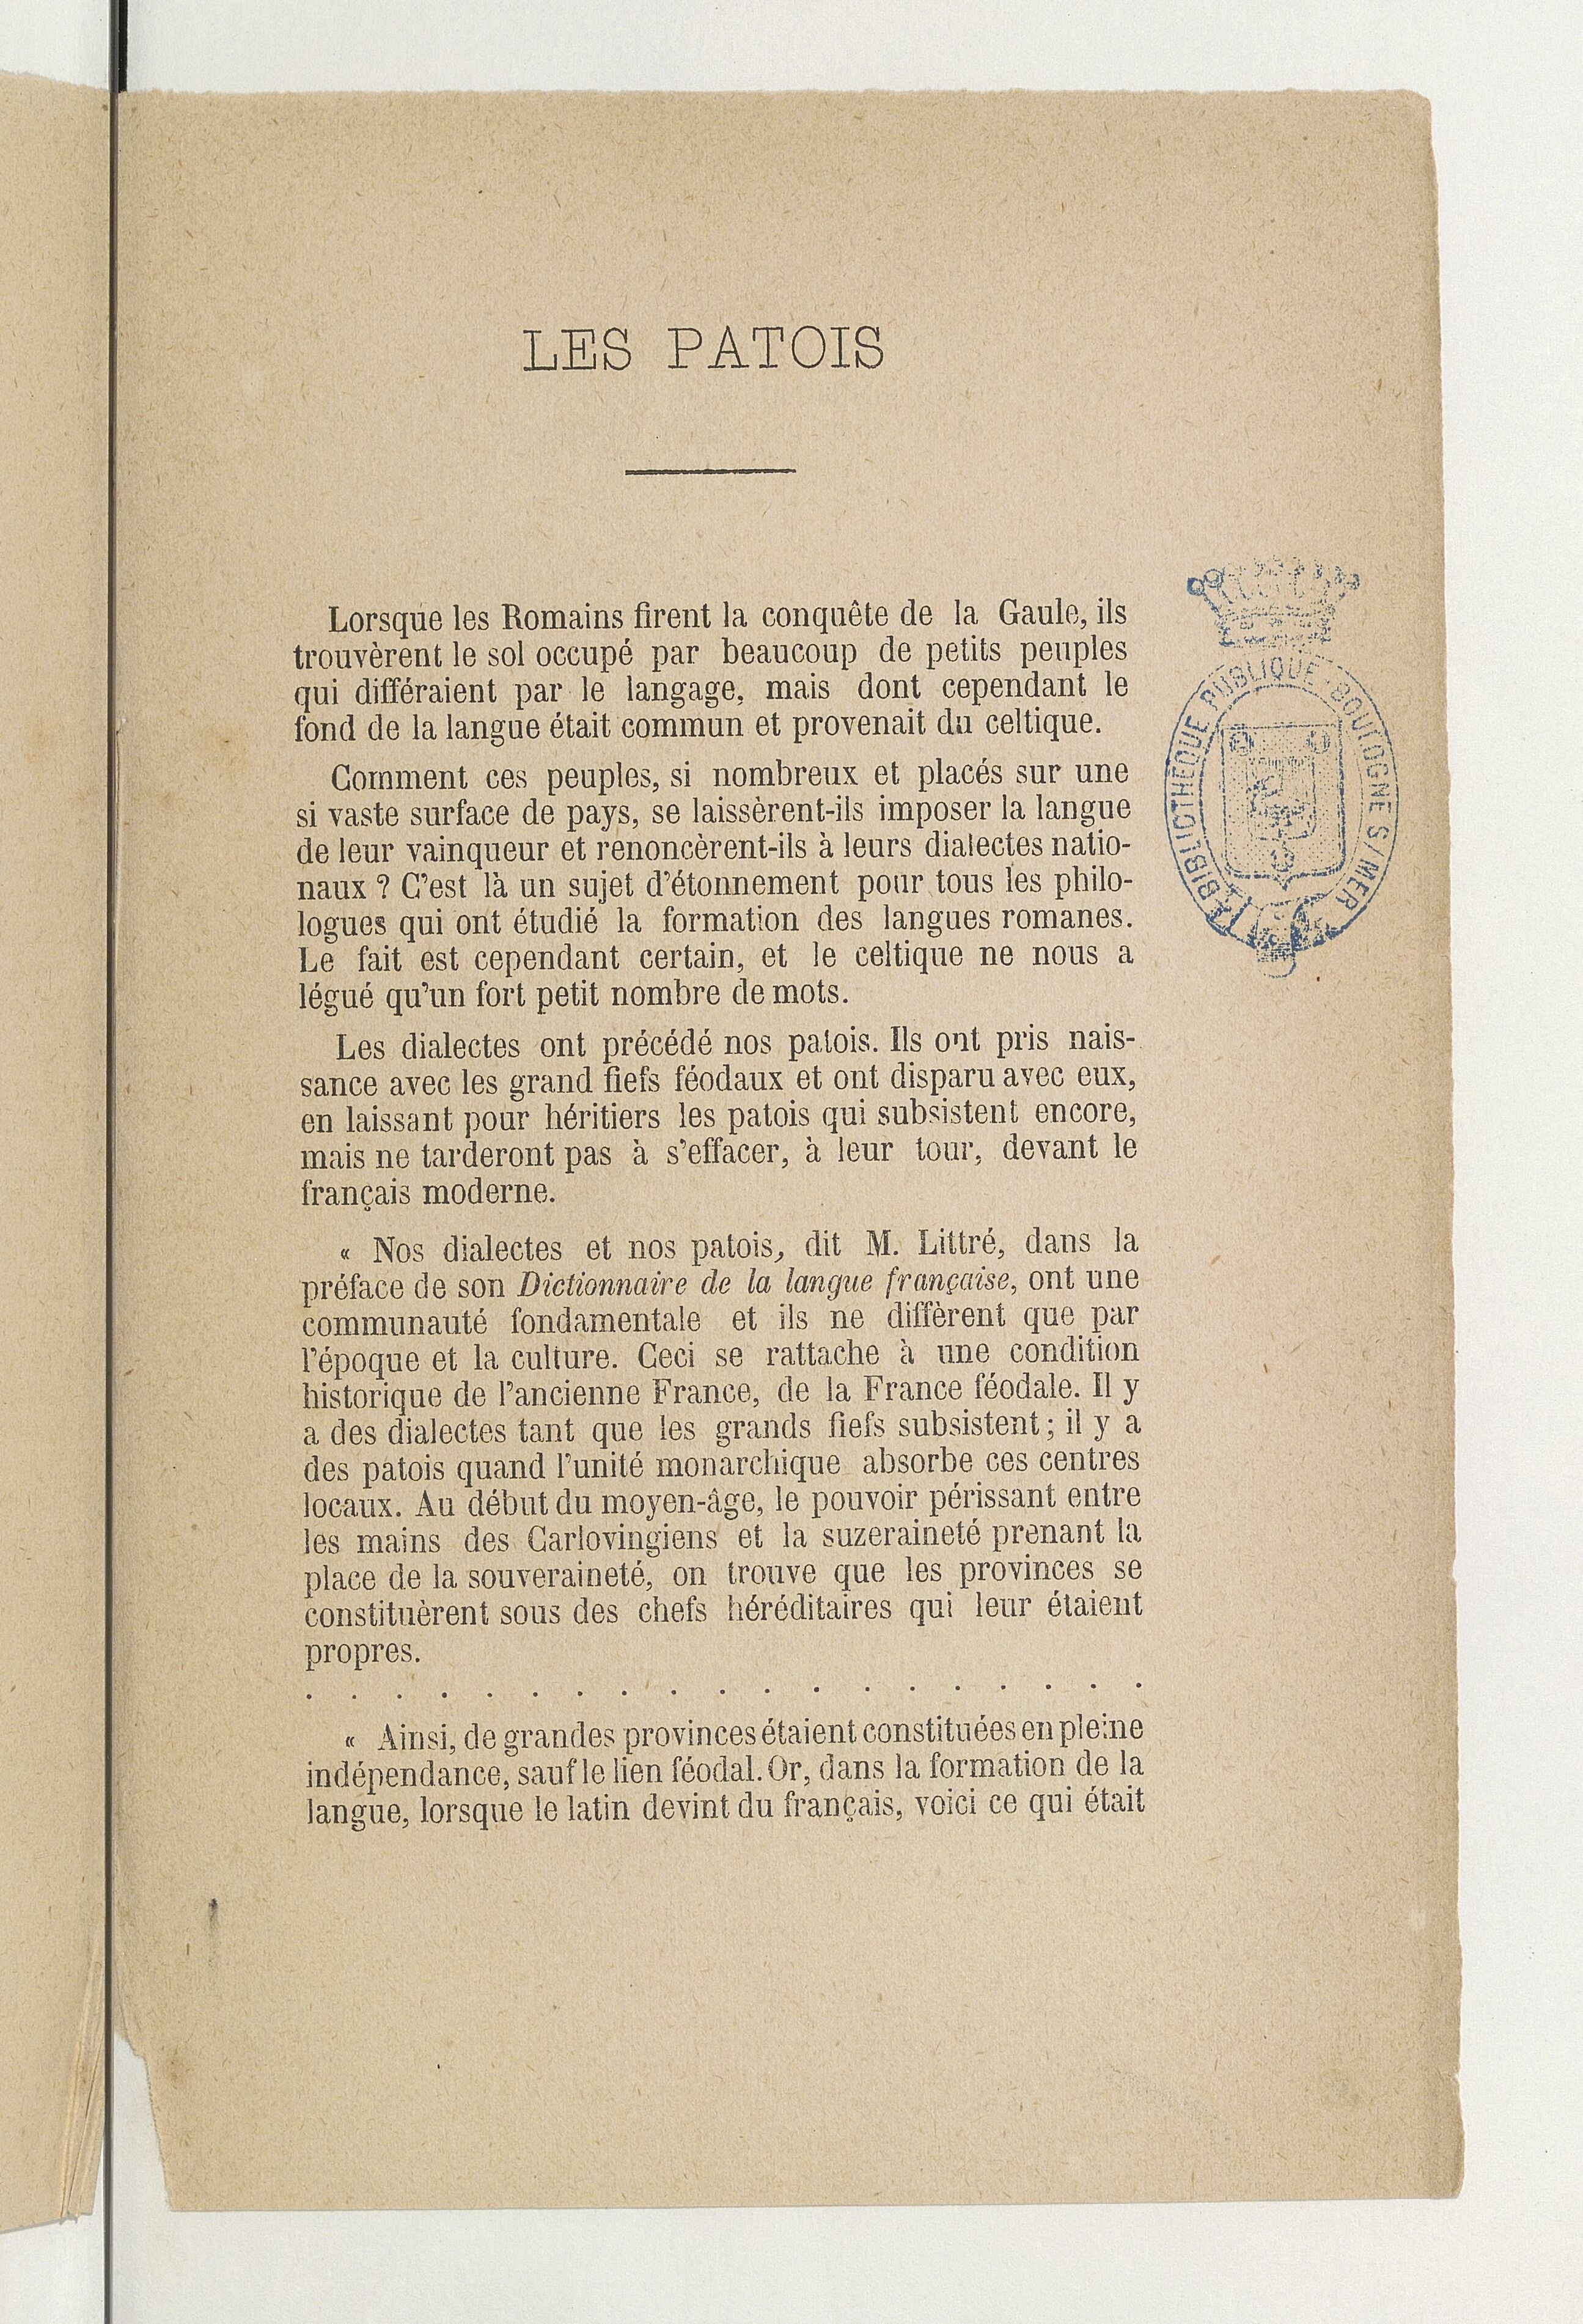 LES PATOIS
Lorsque les Romains firent la conquête de la Gaule, ils
trouvèrent le sol occupé par beaucoup de petits peuples
qui différaient par le langage, mais dont cependant le
fond de la langue était commun et provenait du celtique.
Comment ces peuples, si nombreux et placés sur une
si vaste surface de pays, se laissèrent-ils imposer la langue
de leur vainqueur et renoncèrent-ils à leurs dialectes natio-
naux ? C'est là un sujet d'étonnement pour tous les philo-
logues qui ont étudié la formation des langues romanes.
Le fait est cependant certain, et le celtique ne nous a
légué qu'un fort petit nombre de mots.
Les dialectes ont précédé nos patois. Ils ont pris nais-
sance avec les grand fiefs féodaux et ont disparu avec eux,
en laissant pour héritiers les patois qui subsistent encore,
mais ne tarderont pas à s'effacer, à leur tour, devant le
français moderne.
« Nos dialectes et nos patois, dit M. Littré, dans la
préface de son Dictionnaire de la langue française, ont une
communauté fondamentale et ils ne diffèrent que par
l'époque et la culture. Ceci se rattache à une condition
historique de l'ancienne France, de la France féodale. Il y
a des dialectes tant que les grands fiefs subsistent ; il y a
des patois quand l'unité monarchique absorbe ces centres
locaux. Au début du moyen-âge, le pouvoir périssant entre
les mains des Carlovingiens et la suzeraineté prenant la
place de la souveraineté, on trouve que les provinces se
constituèrent sous des chefs héréditaires qui leur étaient
propres.
. . . . . . . . . . . . . . . . . . .
« Ainsi, de grandes provinces étaient constituées en pleine
indépendance, sauf le lien féodal. Or, dans la formation de la
langue, lorsque le latin devint du français, voici ce qui était
BIBLIOTHEQUE PUBLIQUE BOULOGNE S/MER